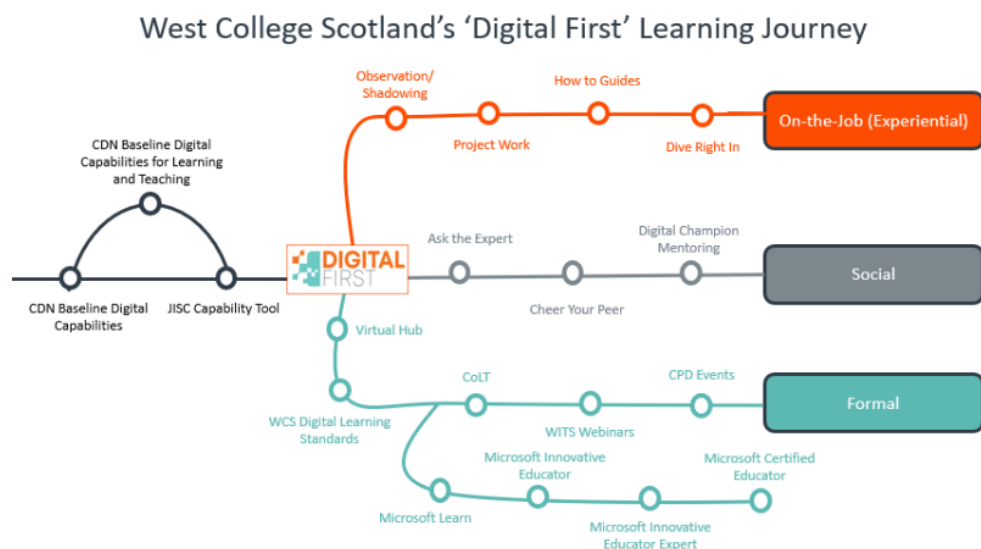 West College Scotland's 'Digital First' Learning Journey
Observation/
Shadowing
Project Work
How to Guides
Dive Right In
On-the-Job (Experiential)
CDN Baseline Digital
Capabilities for Learning
and Teaching
CDN Baseline Digital
Capabilities
JISC Capability Tool
DIGITAL
FIRST
Ask the Expert
Cheer Your Peer
Digital Champion
Mentoring
Social
Virtual Hub
WCS Digital Learning
Standards
CoLT
WITS Webinars
CPD Events
Formal
Microsoft Learn
Microsoft Innovative
Educator
Microsoft Innovative
Educator Expert
Microsoft Certified
Educator